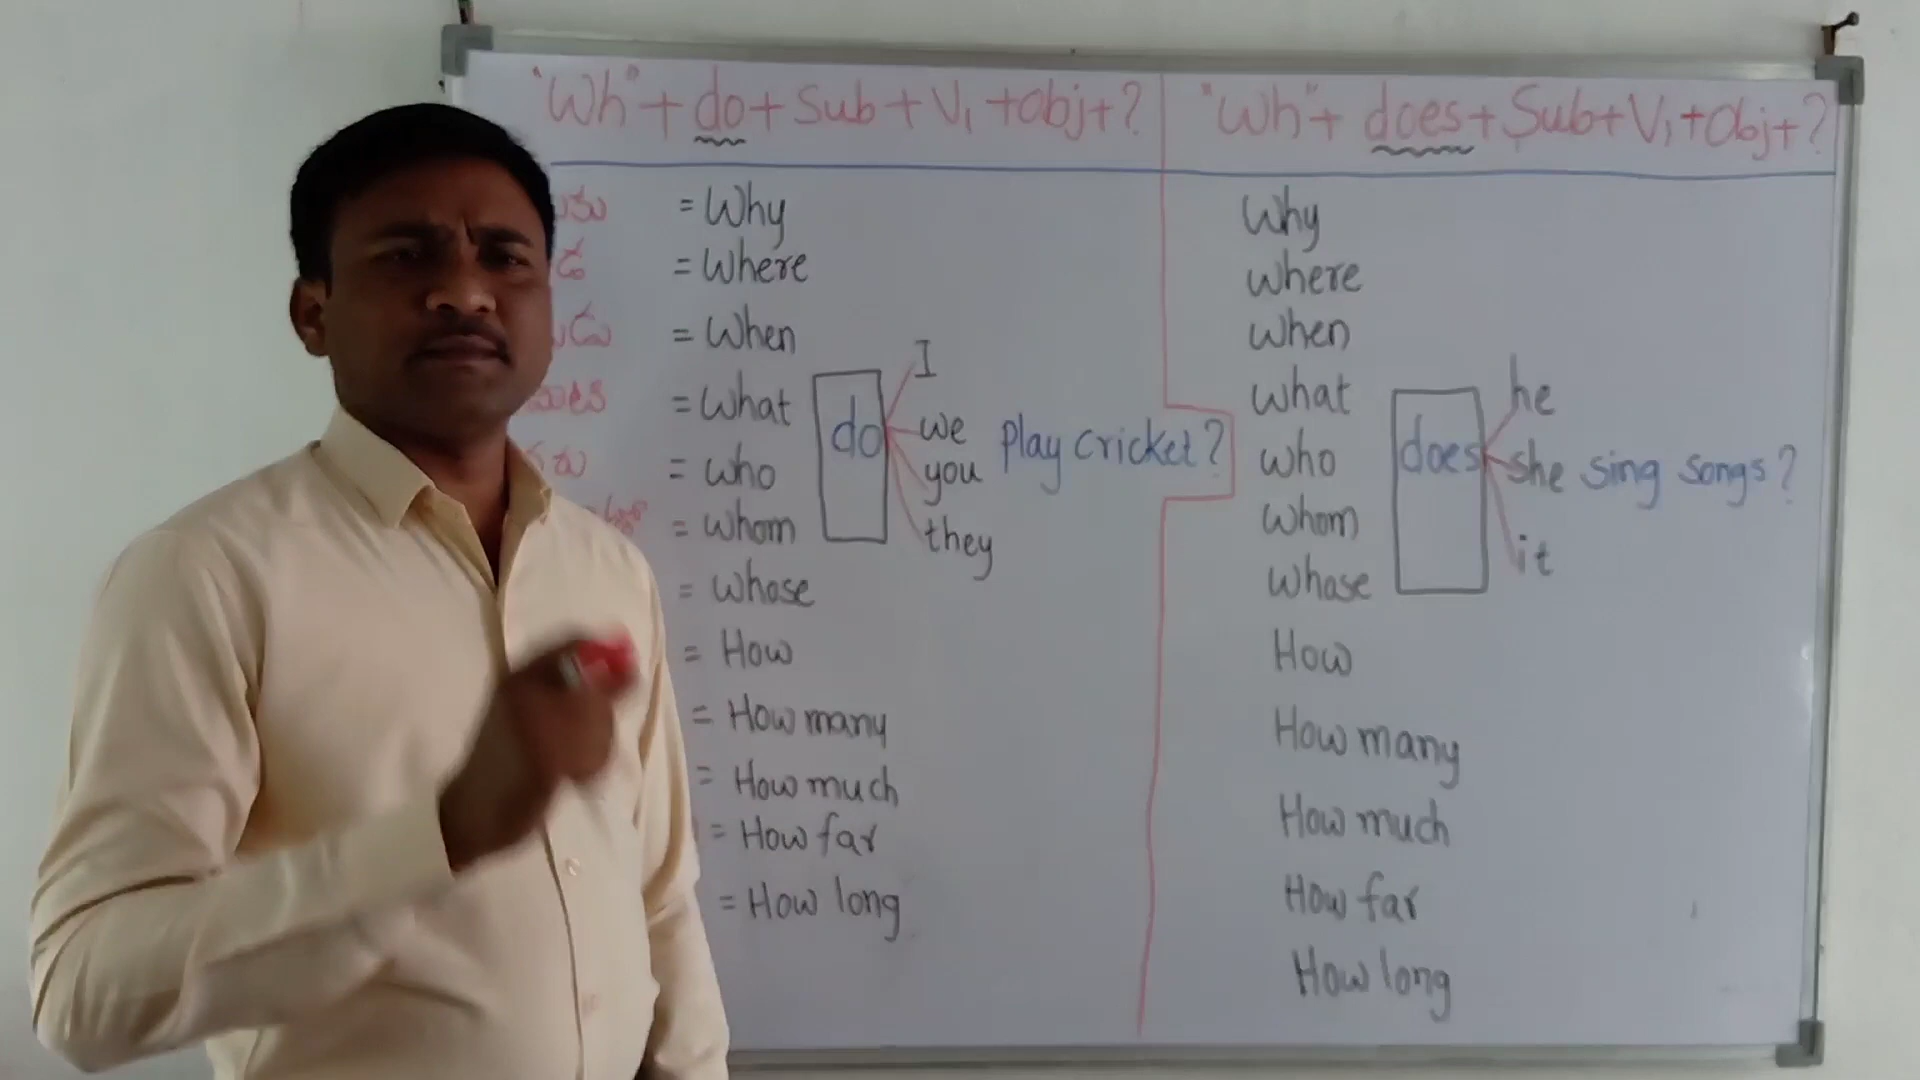 "Wh" + do + Sub + V1 + Obj + ?
= Why
= Where
= When
= What
= who
= whom
= whose
= How
= How many
= How much
= How far
= How long
do
I
we
you
they
play cricket ?
"Wh" + does + Sub + V1 + Obj + ?
Why
where
when
what
who
whom
whose
How
How many
How much
How far
How long
does
he
she
it
sing songs ?